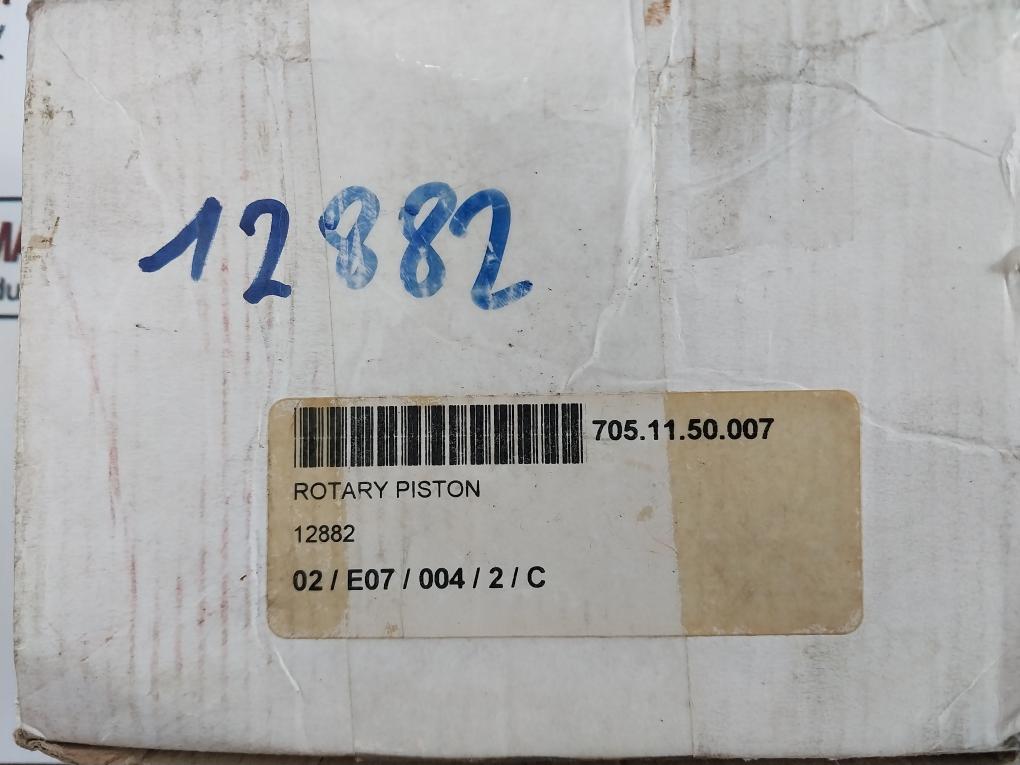 12882
705.11.50.007
ROTARY PISTON
12882
02 / E07 / 004 / 2 / C